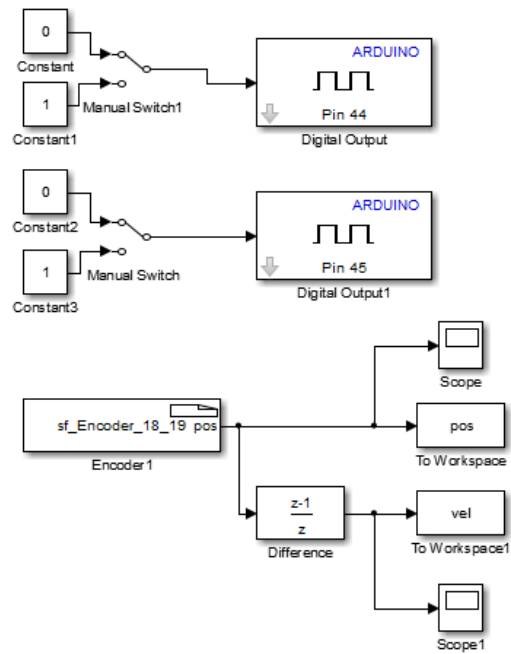 0
Constant
1
Constant1
Manual Switch1
ARDUINO
Pin 44
Digital Output
0
Constant2
1
Constant3
Manual Switch
ARDUINO
Pin 45
Digital Output1
Scope
sf_Encoder_18_19 pos
Encoder1
pos
To Workspace
z-1
z
Difference
vel
To Workspace1
Scope1